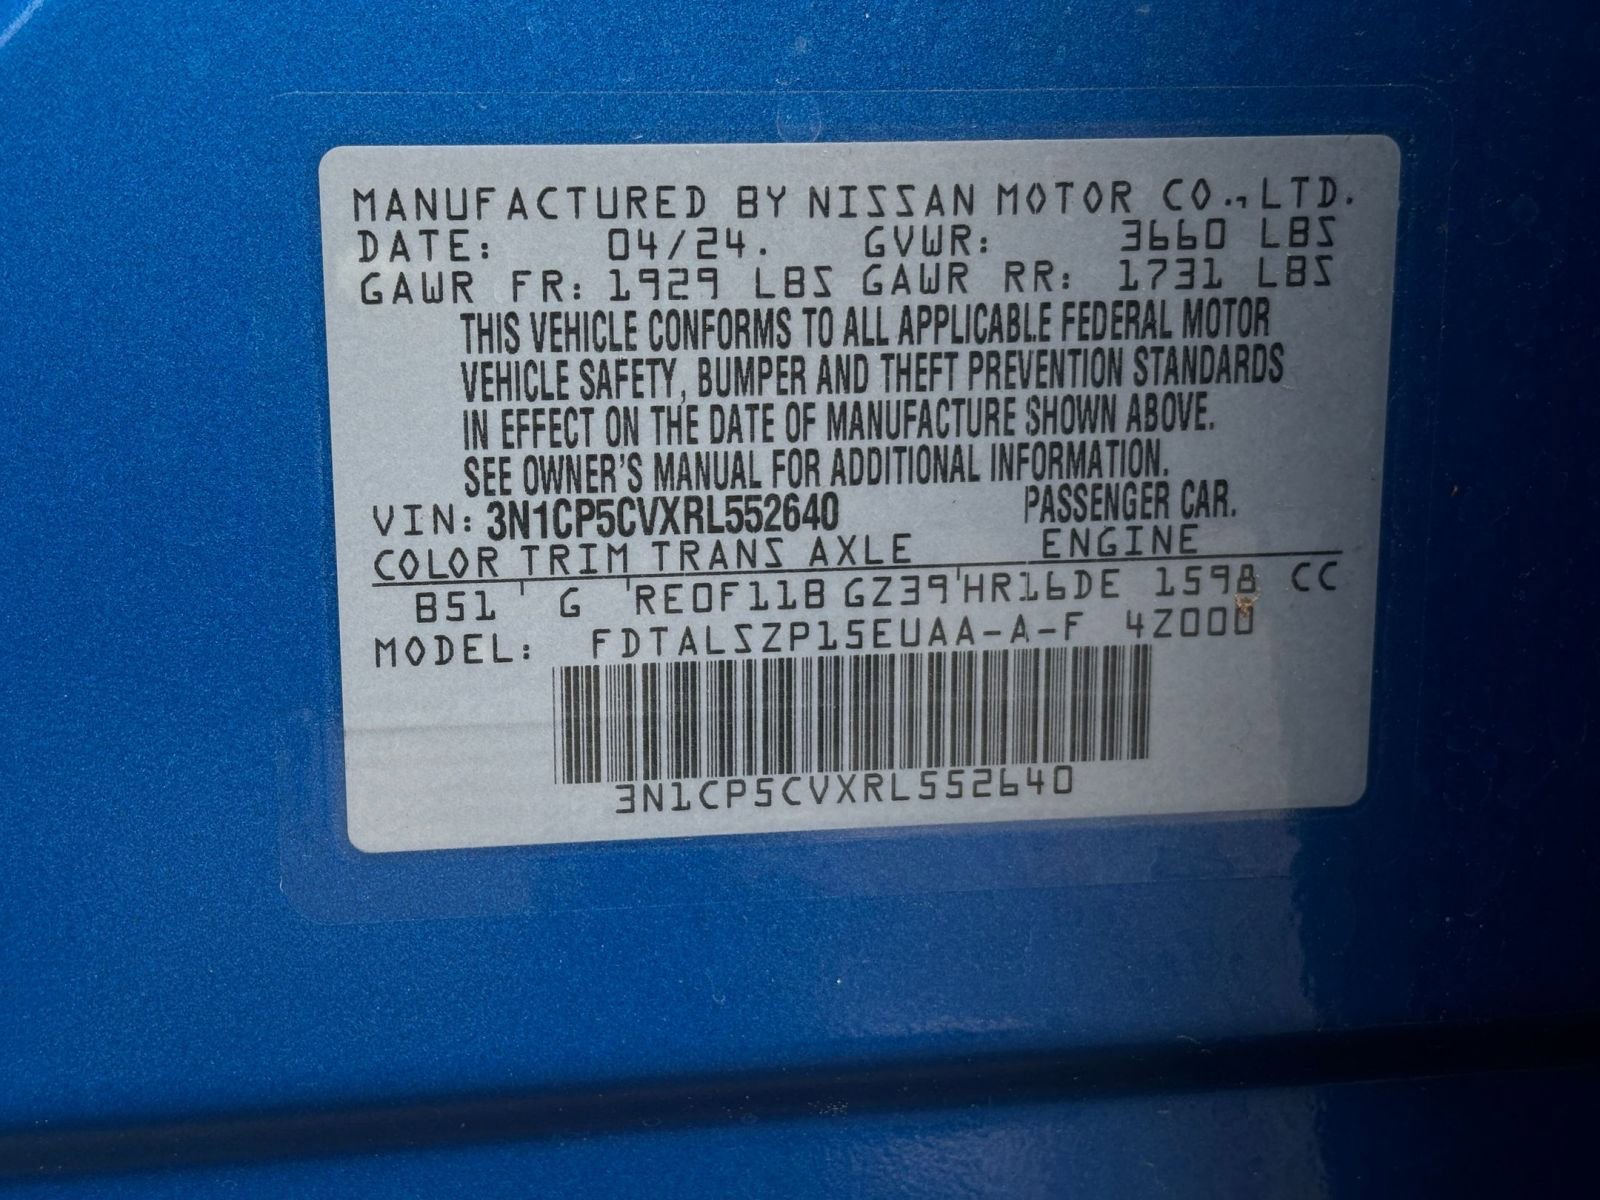 MANUFACTURED BY NISSAN MOTOR CO., LTD.
DATE: 04/24. GVWR: 3660 LBS
GAWR FR: 1929 LBS GAWR RR: 1731 LBS
THIS VEHICLE CONFORMS TO ALL APPLICABLE FEDERAL MOTOR
VEHICLE SAFETY, BUMPER AND THEFT PREVENTION STANDARDS
IN EFFECT ON THE DATE OF MANUFACTURE SHOWN ABOVE.
SEE OWNER'S MANUAL FOR ADDITIONAL INFORMATION.
VIN: 3N1CP5CVXRL552640 PASSENGER CAR.
COLOR TRIM TRANS AXLE ENGINE
B51 G RE0F11B GZ39 HR16DE 1598 CC
MODEL: FDTALSZP15EUAA-A-F 4Z000
3N1CP5CVXRL552640